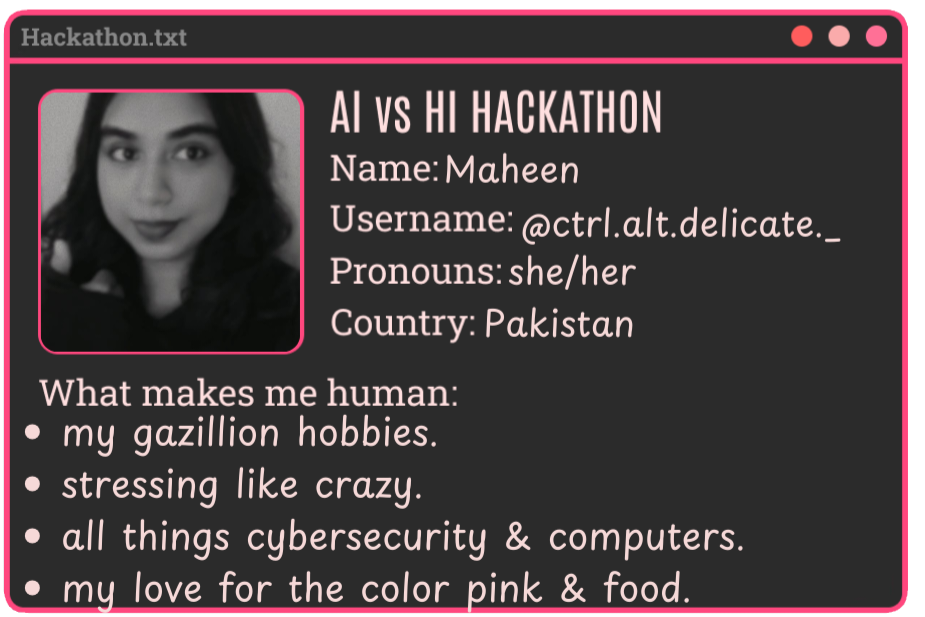 Hackathon.txt
AI vs HI HACKATHON
Name: Maheen
Username: @ctrl.alt.delicate._
Pronouns: she/her
Country: Pakistan
What makes me human:
• my gazillion hobbies.
• stressing like crazy.
• all things cybersecurity & computers.
• my love for the color pink & food.